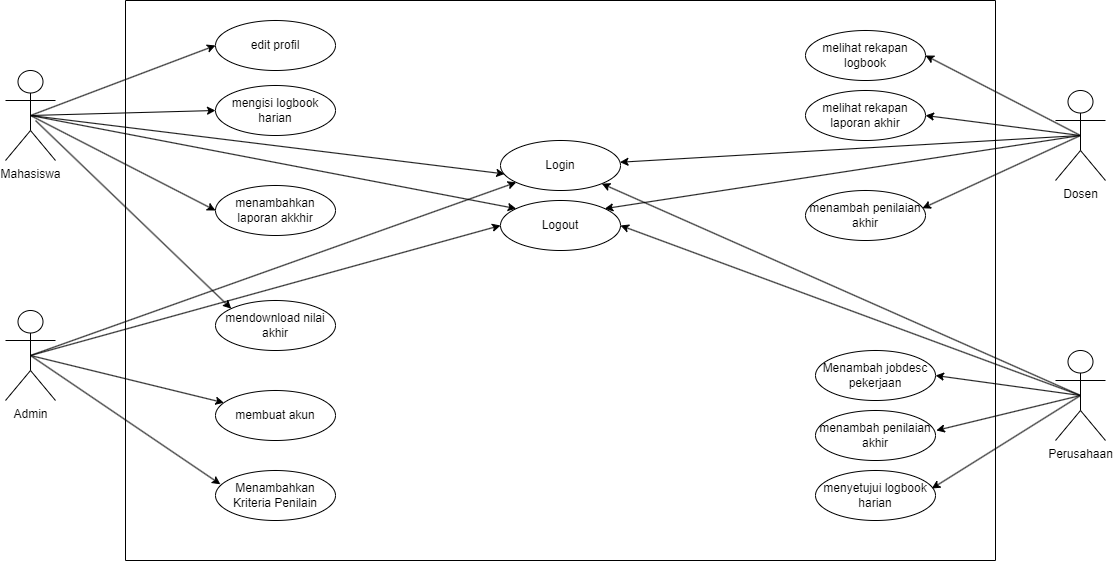 edit profil
melihat rekapan
logbook
mengisi logbook
harian
melihat rekapan
laporan akhir
Mahasiswa
Login
Dosen
menambahkan
laporan akkhir
menambah penilaian
akhir
Logout
mendownload nilai
akhir
Admin
Menambah jobdesc
pekerjaan
membuat akun
menambah penilaian
akhir
Perusahaan
Menambahkan
Kriteria Penilain
menyetujui logbook
harian